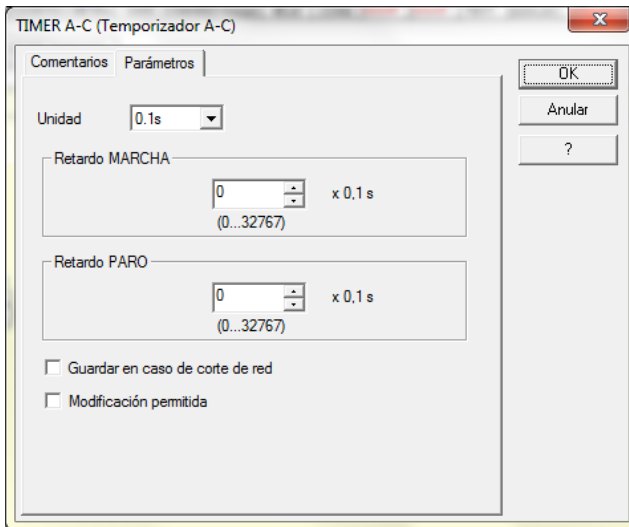 TIMER A-C (Temporizador A-C)
Comentarios Parámetros
OK
Anular
?
Unidad 0.1s
Retardo MARCHA
0 x 0,1 s
(0...32767)
Retardo PARO
0 x 0,1 s
(0...32767)
Guardar en caso de corte de red
Modificación permitida